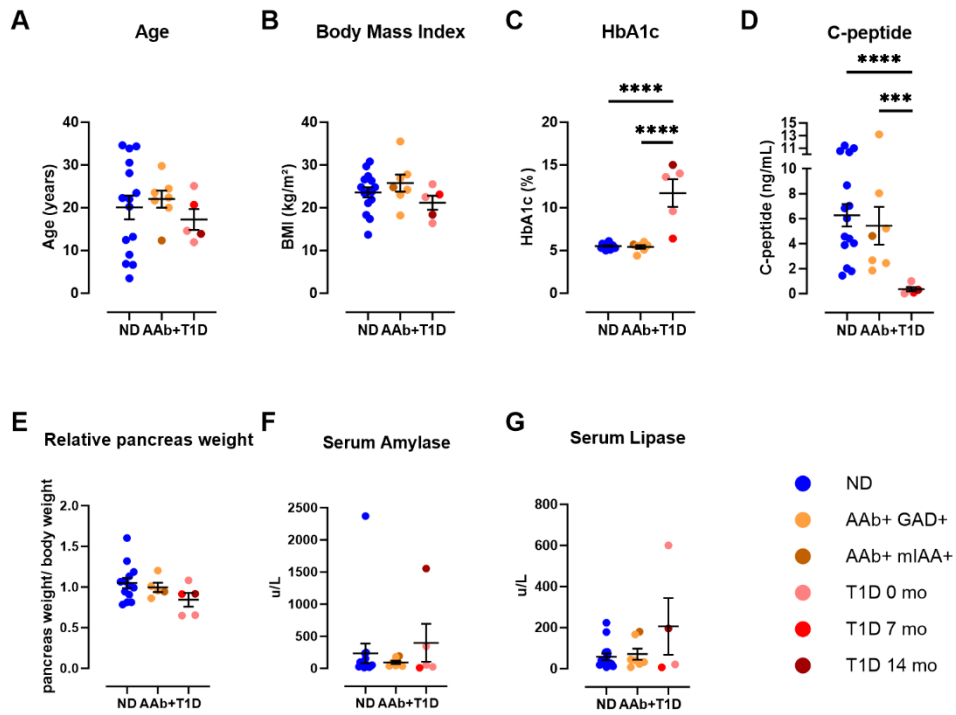 A Age
B Body Mass Index
C HbA1c
D C-peptide
**** ****
**** ***
Age (years)
40
30
20
10
0
ND AAb+T1D
BMI (kg/m²)
40
30
20
10
0
ND AAb+T1D
HbA1c (%)
20
15
10
5
0
ND AAb+T1D
C-peptide (ng/mL)
15
13
11
10
8
6
4
2
0
ND AAb+T1D
E Relative pancreas weight
F Serum Amylase
G Serum Lipase
pancreas weight/ body weight
2.0
1.5
1.0
0.5
0.0
ND AAb+T1D
u/L
2500
2000
1500
1000
500
0
ND AAb+T1D
u/L
800
600
400
200
0
ND AAb+T1D
ND
AAb+ GAD+
AAb+ mIAA+
T1D 0 mo
T1D 7 mo
T1D 14 mo